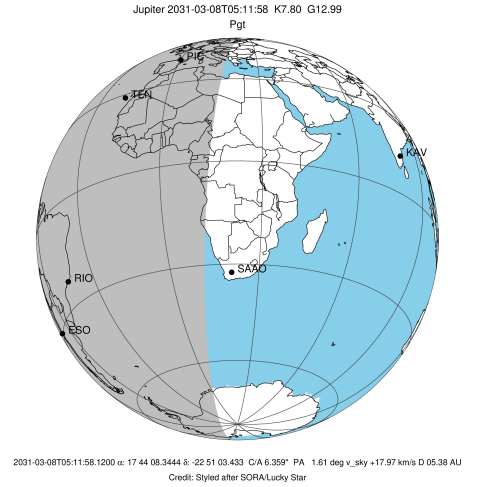 Jupiter 2031-03-08T05:11:58 K7.80 G12.99
Pgt
PIC
TEN
KAV
SAAO
RIO
ESO
2031-03-08T05:11:58.1200 α: 17 44 08.3444 δ: -22 51 03.433 C/A 6.359" PA 1.61 deg v_sky +17.97 km/s D 05.38 AU
Credit: Styled after SORA/Lucky Star